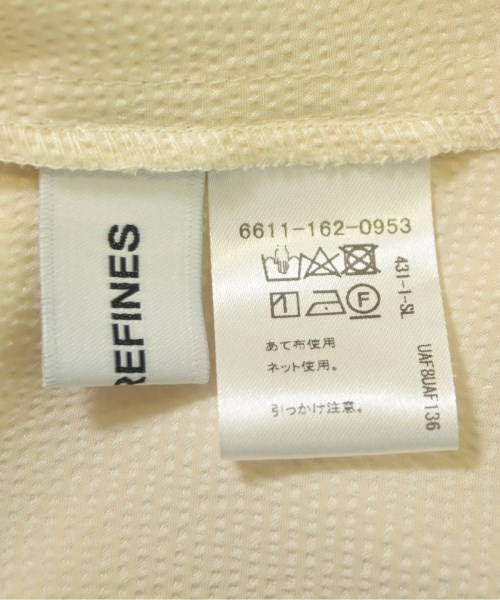 REFINES
6611-162-0953
F
あて布使用
ネット使用。
引っかけ注意。
431-1-SL
UAF8UAF136